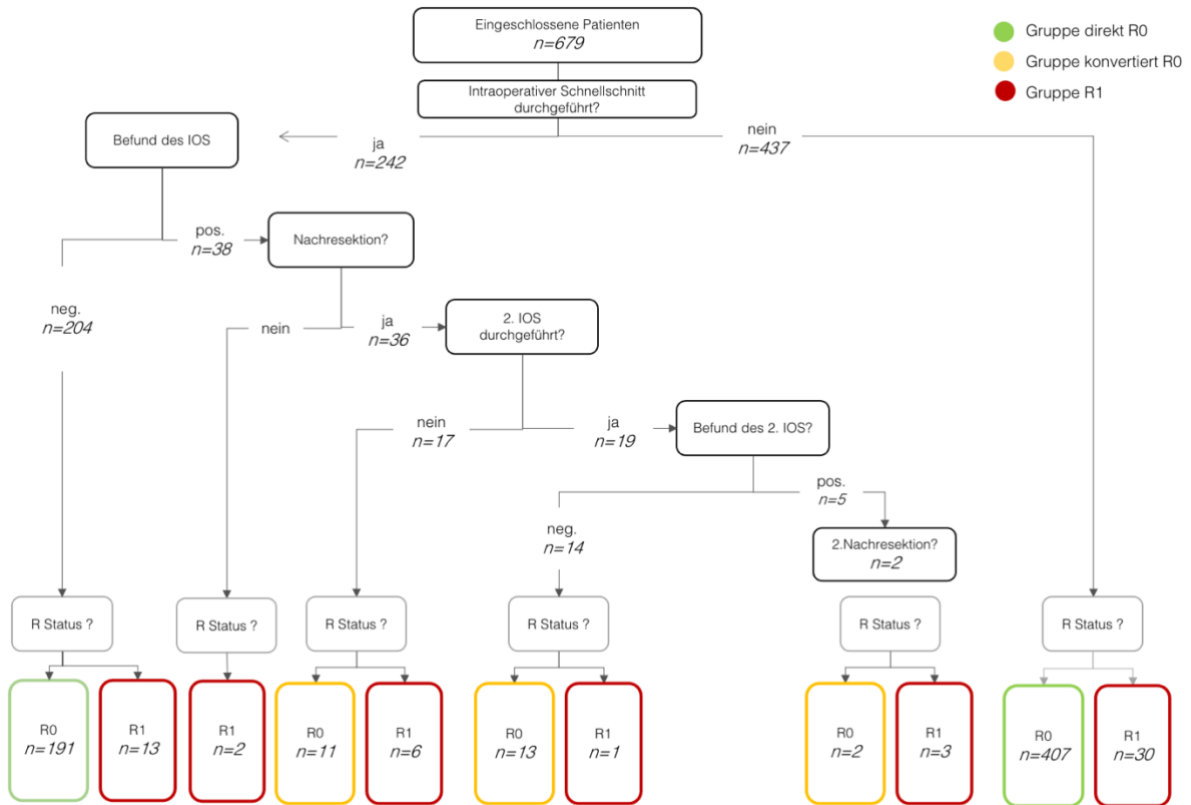 Eingeschlossene Patienten
n=679
Gruppe direkt R0
Gruppe konvertiert R0
Gruppe R1
Intraoperativer Schnellschnitt
durchgeführt?
Befund des IOS
ja
n=242
nein
n=437
pos.
n=38
Nachresektion?
neg.
n=204
nein
ja
n=36
2. IOS
durchgeführt?
nein
n=17
ja
n=19
Befund des 2. IOS?
pos.
n=5
neg.
n=14
2.Nachresektion?
n=2
R Status ?
R Status ?
R Status ?
R Status ?
R Status ?
R Status ?
R0
n=191
R1
n=13
R1
n=2
R0
n=11
R1
n=6
R0
n=13
R1
n=1
R0
n=2
R1
n=3
R0
n=407
R1
n=30